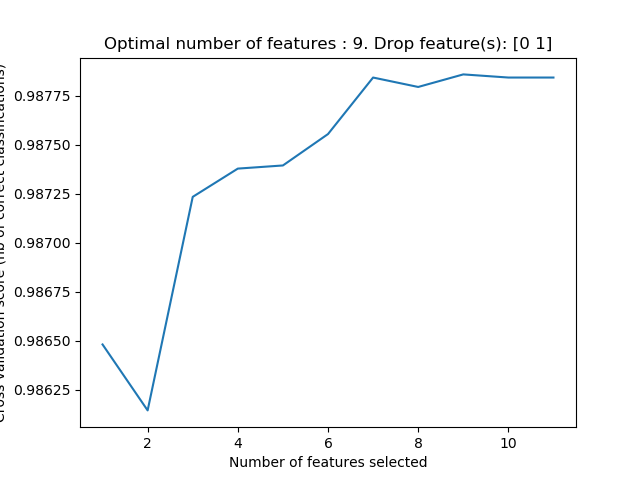 Optimal number of features : 9. Drop feature(s): [0 1]
Cross validation score (nb of correct classifications)
0.98775
0.98750
0.98725
0.98700
0.98675
0.98650
0.98625
2 4 6 8 10
Number of features selected